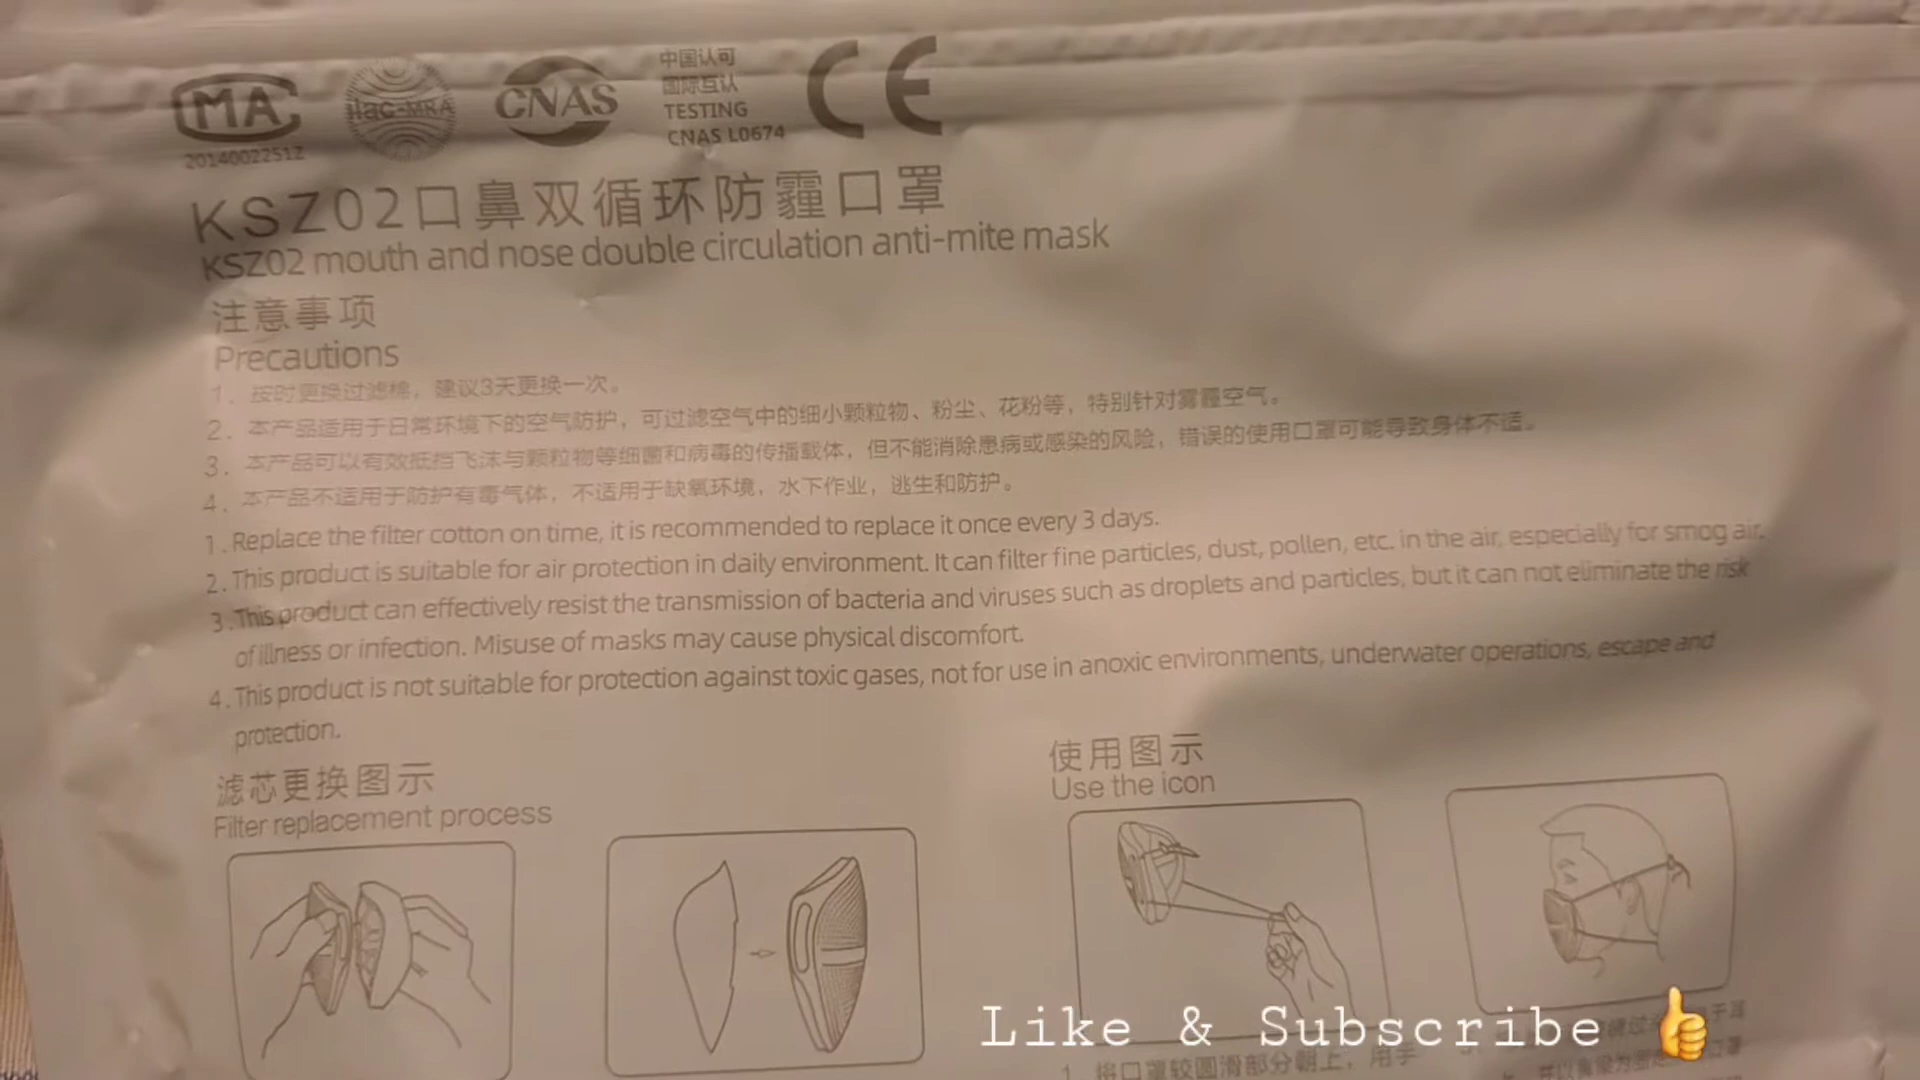 MA
ilac-MRA
CNAS
中国认可
国际互认
TESTING
CNAS L0674
CE
20140022512
KSZ02口鼻双循环防霾口罩
KSZ02 mouth and nose double circulation anti-mite mask
注意事项
Precautions
1. 按时更换过滤棉，建议3天更换一次。
2. 本产品适用于日常环境下的空气防护，可过滤空气中的细小颗粒物、粉尘、花粉等，特别针对雾霾空气。
3. 本产品可以有效抵挡飞沫与颗粒物等细菌和病毒的传播载体，但不能消除患病或感染的风险，错误的使用口罩可能导致身体不适。
4. 本产品不适用于防护有毒气体，不适用于缺氧环境，水下作业，逃生和防护。
1. Replace the filter cotton on time, it is recommended to replace it once every 3 days.
2. This product is suitable for air protection in daily environment. It can filter fine particles, dust, pollen, etc. in the air, especially for smog air.
3. This product can effectively resist the transmission of bacteria and viruses such as droplets and particles, but it can not eliminate the risk
of illness or infection. Misuse of masks may cause physical discomfort.
4. This product is not suitable for protection against toxic gases, not for use in anoxic environments, underwater operations, escape and
protection.
滤芯更换图示
Filter replacement process
使用图示
Use the icon
Like & Subscribe 👍
1. 将口罩较圆滑部分朝上，用手